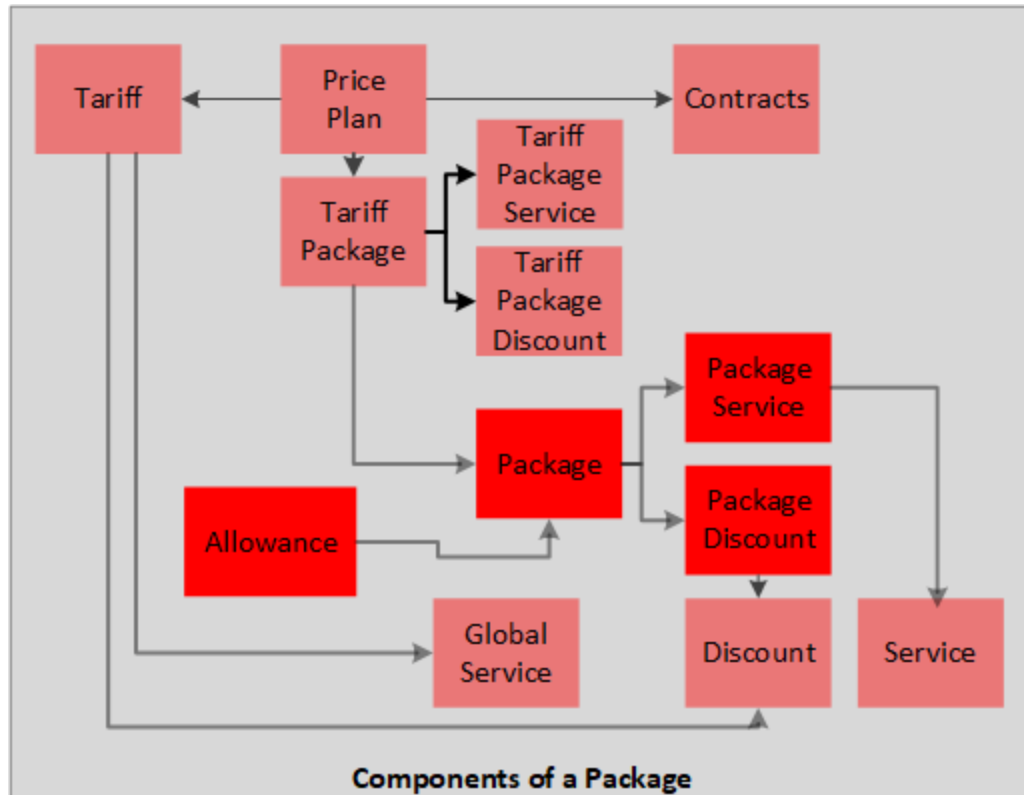 Tariff
Price
Plan
Contracts
Tariff
Package
Service
Tariff
Package
Tariff
Package
Discount
Package
Service
Package
Package
Discount
Allowance
Global
Service
Discount
Service
Components of a Package